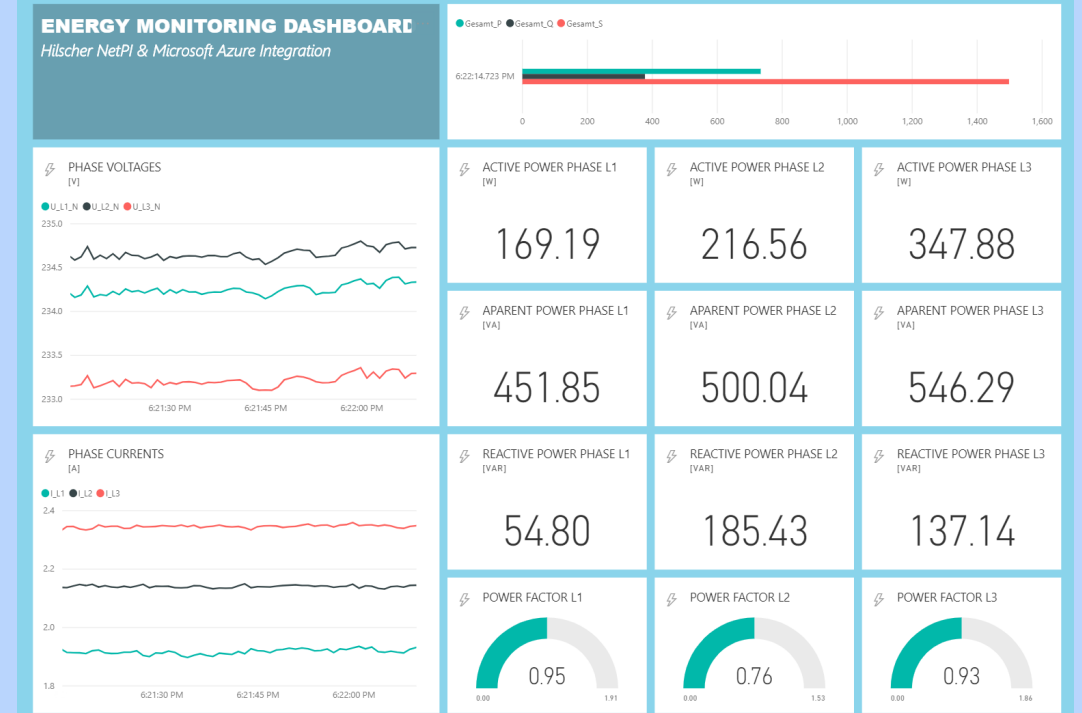 ENERGY MONITORING DASHBOARD
Hilscher NetPI & Microsoft Azure Integration
Gesamt_P Gesamt_Q Gesamt_S
6:22:14.723 PM
0 200 400 600 800 1,000 1,200 1,400 1,600
PHASE VOLTAGES
[V]
U_L1_N U_L2_N U_L3_N
235.0
234.5
234.0
233.5
233.0
6:21:30 PM 6:21:45 PM 6:22:00 PM
ACTIVE POWER PHASE L1
[W]
169.19
ACTIVE POWER PHASE L2
[W]
216.56
ACTIVE POWER PHASE L3
[W]
347.88
APARENT POWER PHASE L1
[VA]
451.85
APARENT POWER PHASE L2
[VA]
500.04
APARENT POWER PHASE L3
[VA]
546.29
PHASE CURRENTS
[A]
I_L1 I_L2 I_L3
2.4
2.2
2.0
1.8
6:21:30 PM 6:21:45 PM 6:22:00 PM
REACTIVE POWER PHASE L1
[VAR]
54.80
REACTIVE POWER PHASE L2
[VAR]
185.43
REACTIVE POWER PHASE L3
[VAR]
137.14
POWER FACTOR L1
0.95
0.00 1.91
POWER FACTOR L2
0.76
0.00 1.53
POWER FACTOR L3
0.93
0.00 1.86